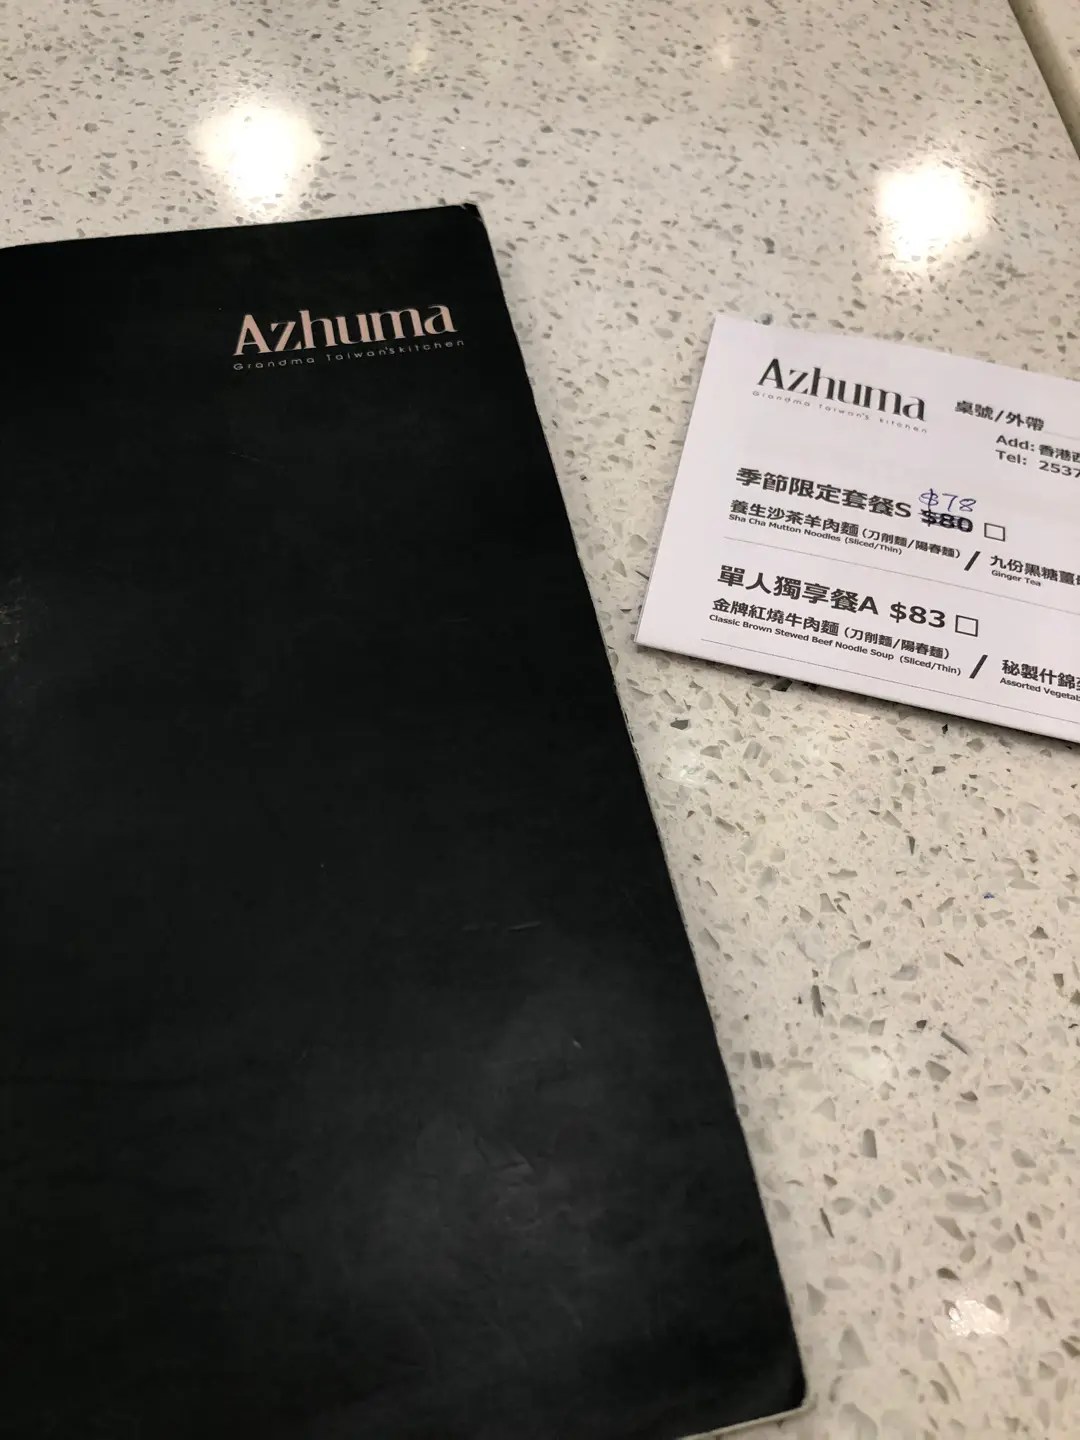 Azhuma
Grandma Taiwan's kitchen
Azhuma
Grandma Taiwan's kitchen
桌號/外帶
Add: 香港西
Tel: 2537
季節限定套餐S $80 $78
養生沙茶羊肉麵 (刀削麵/陽春麵) / 九份黑糖薑
Sha Cha Mutton Noodles (Sliced/Thin) Ginger Tea
單人獨享餐A $83
金牌紅燒牛肉麵 (刀削麵/陽春麵) / 秘製什錦
Classic Brown Stewed Beef Noodle Soup (Sliced/Thin) Assorted